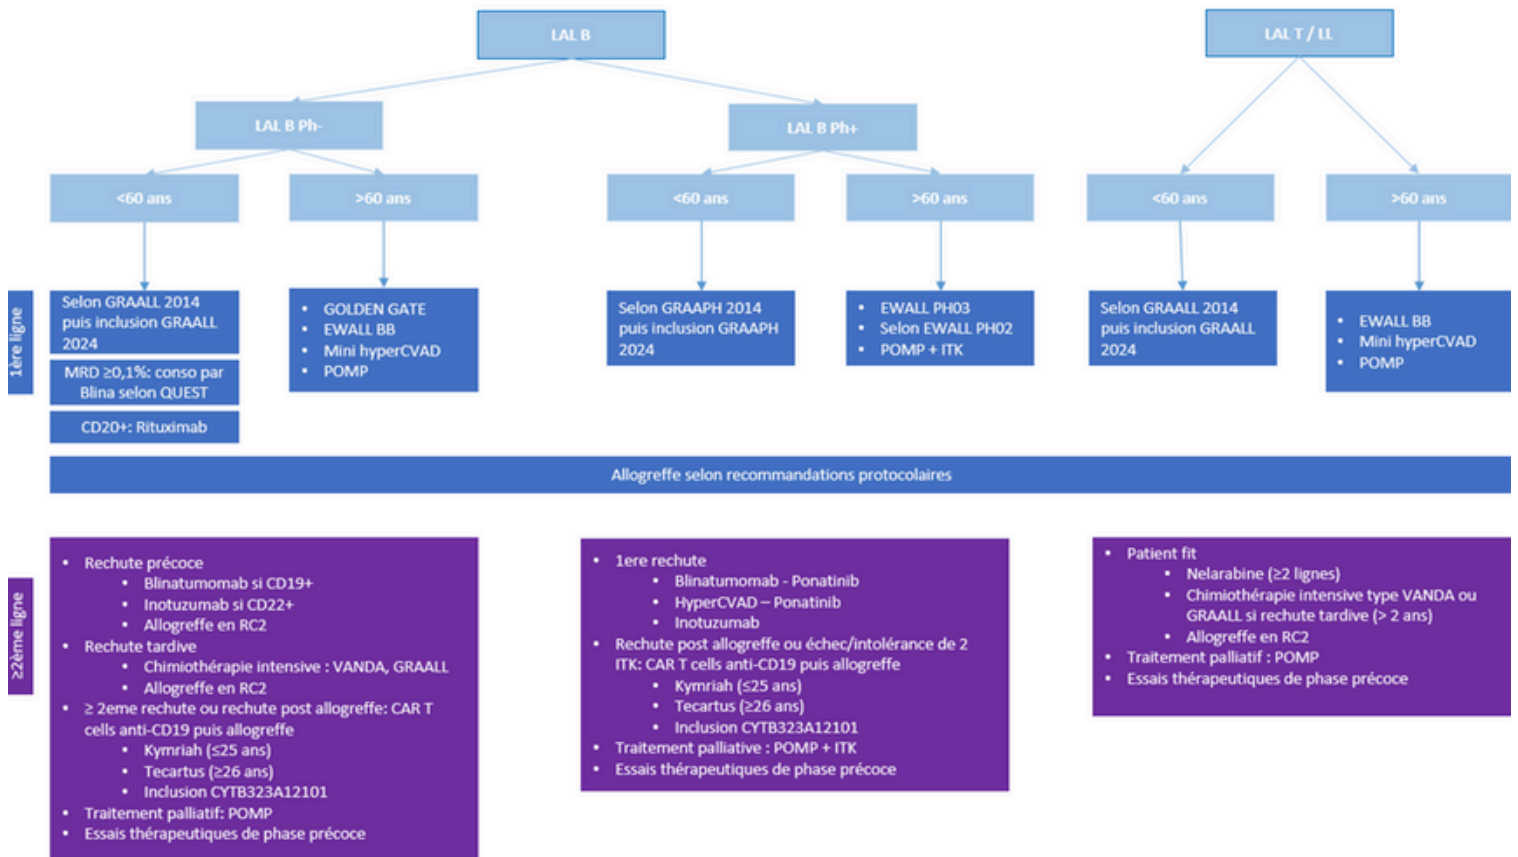 LAL B
LAL T / LL
LAL B Ph-
LAL B Ph+
<60 ans
>60 ans
<60 ans
>60 ans
<60 ans
>60 ans
1ère ligne
Selon GRAALL 2014
puis inclusion GRAALL
2024
MRD ≥0,1%: conso par
Blina selon QUEST
CD20+: Rituximab
• GOLDEN GATE
• EWALL BB
• Mini hyperCVAD
• POMP
Selon GRAAPH 2014
puis inclusion GRAAPH
2024
• EWALL PH03
• Selon EWALL PH02
• POMP + ITK
Selon GRAALL 2014
puis inclusion GRAALL
2024
• EWALL BB
• Mini hyperCVAD
• POMP
Allogreffe selon recommandations protocolaires
≥2ème ligne
• Rechute précoce
• Blinatumomab si CD19+
• Inotuzumab si CD22+
• Allogreffe en RC2
• Rechute tardive
• Chimiothérapie intensive : VANDA, GRAALL
• Allogreffe en RC2
• ≥ 2eme rechute ou rechute post allogreffe: CAR T
cells anti-CD19 puis allogreffe
• Kymriah (≤25 ans)
• Tecartus (≥26 ans)
• Inclusion CYTB323A12101
• Traitement palliatif: POMP
• Essais thérapeutiques de phase précoce
• 1ere rechute
• Blinatumomab - Ponatinib
• HyperCVAD – Ponatinib
• Inotuzumab
• Rechute post allogreffe ou échec/intolérance de 2
ITK: CAR T cells anti-CD19 puis allogreffe
• Kymriah (≤25 ans)
• Tecartus (≥26 ans)
• Inclusion CYTB323A12101
• Traitement palliative : POMP + ITK
• Essais thérapeutiques de phase précoce
• Patient fit
• Nelarabine (≥2 lignes)
• Chimiothérapie intensive type VANDA ou
GRAALL si rechute tardive (> 2 ans)
• Allogreffe en RC2
• Traitement palliatif : POMP
• Essais thérapeutiques de phase précoce